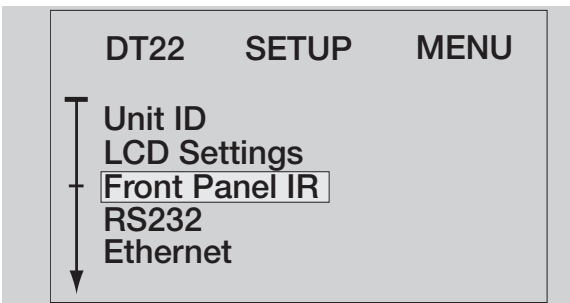 DT22 SETUP MENU
Unit ID
LCD Settings
Front Panel IR
RS232
Ethernet